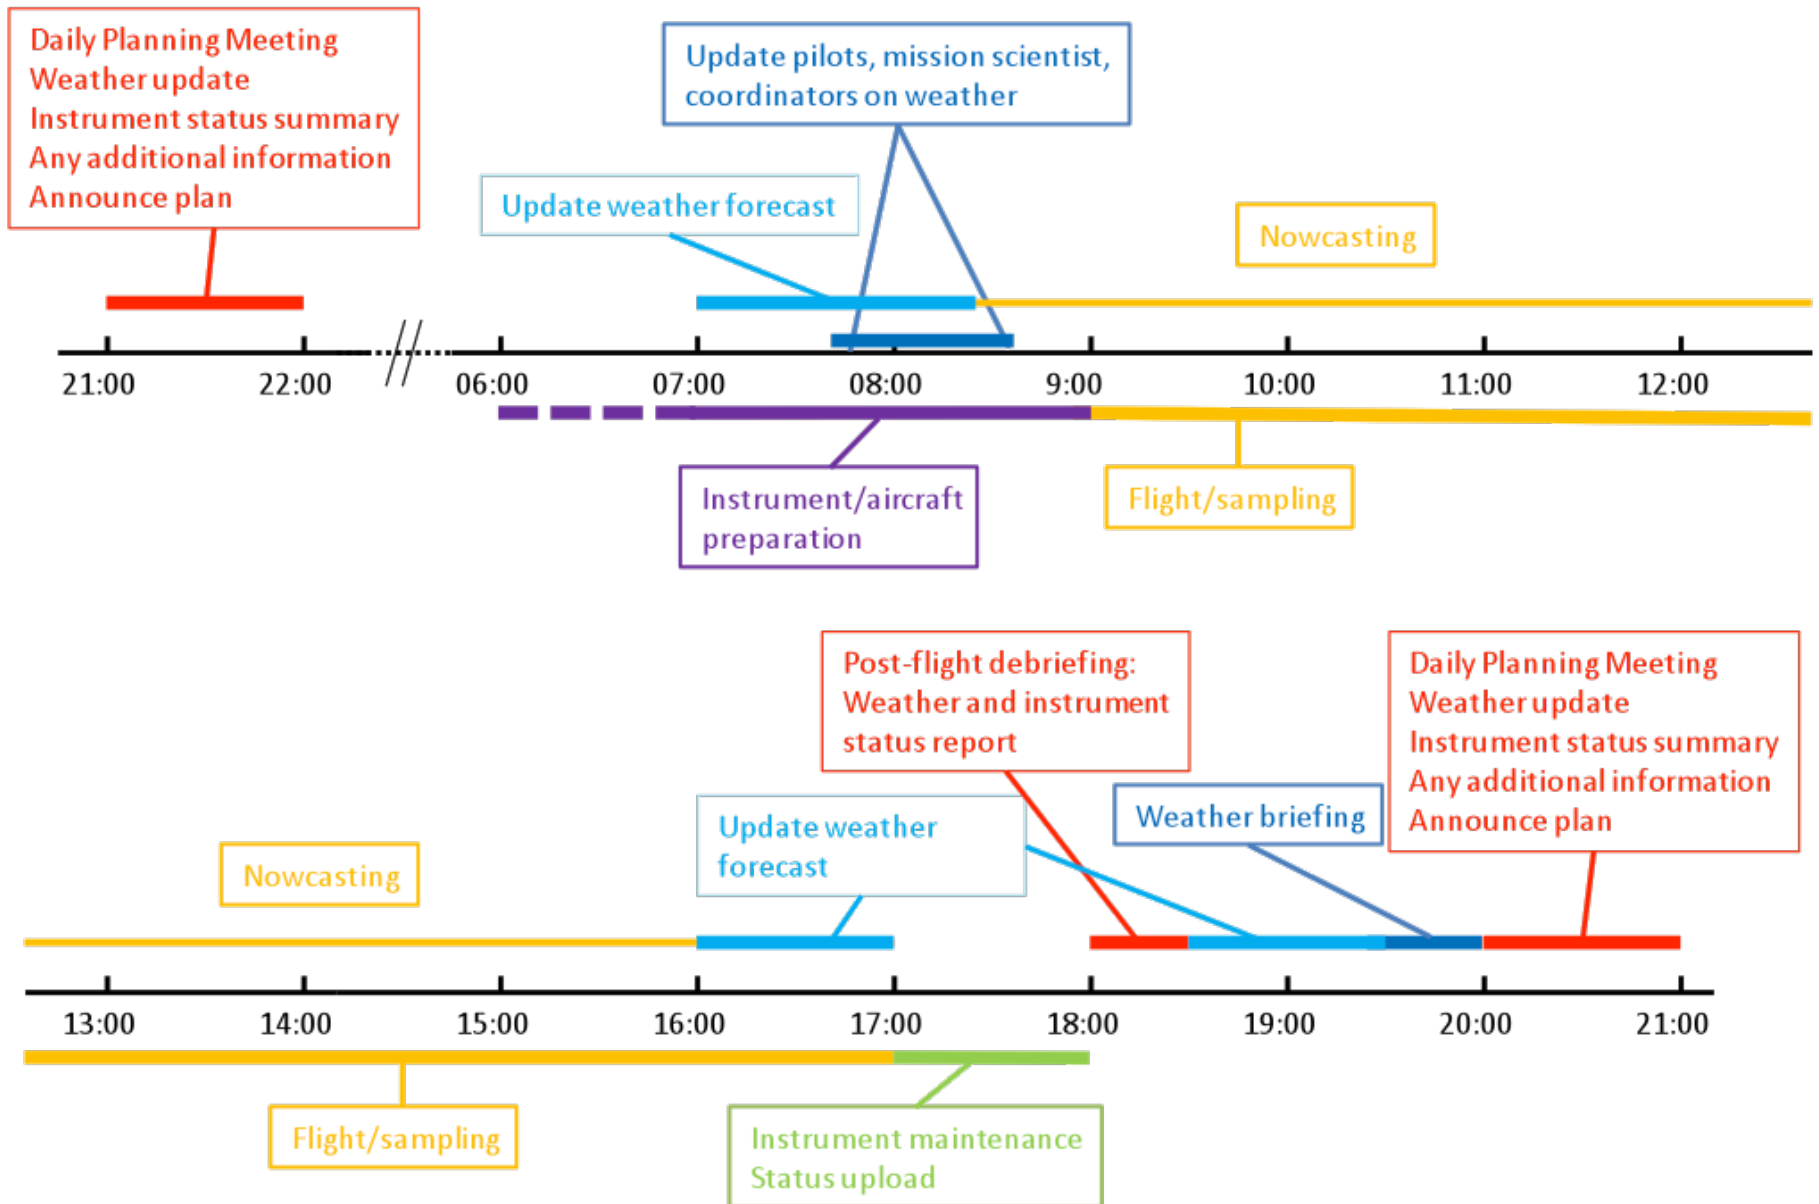 Daily Planning Meeting
Weather update
Instrument status summary
Any additional information
Announce plan
Update pilots, mission scientist,
coordinators on weather
Update weather forecast
Nowcasting
21:00 22:00 06:00 07:00 08:00 9:00 10:00 11:00 12:00
Instrument/aircraft
preparation
Flight/sampling
Post-flight debriefing:
Weather and instrument
status report
Daily Planning Meeting
Weather update
Instrument status summary
Any additional information
Announce plan
Weather briefing
Update weather
forecast
Nowcasting
13:00 14:00 15:00 16:00 17:00 18:00 19:00 20:00 21:00
Flight/sampling
Instrument maintenance
Status upload